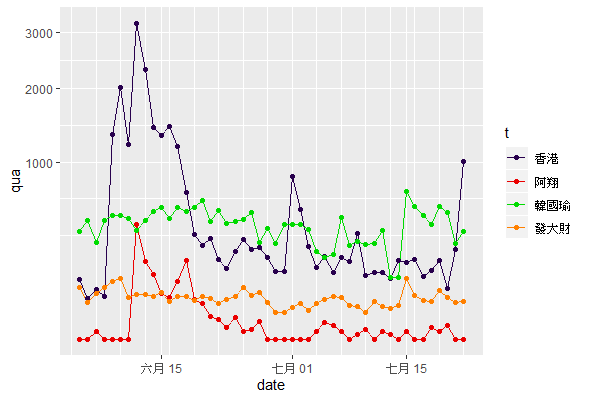 3000
2000
1000
qua
六月 15
七月 01
七月 15
date
t
香港
阿翔
韓國瑜
發大財